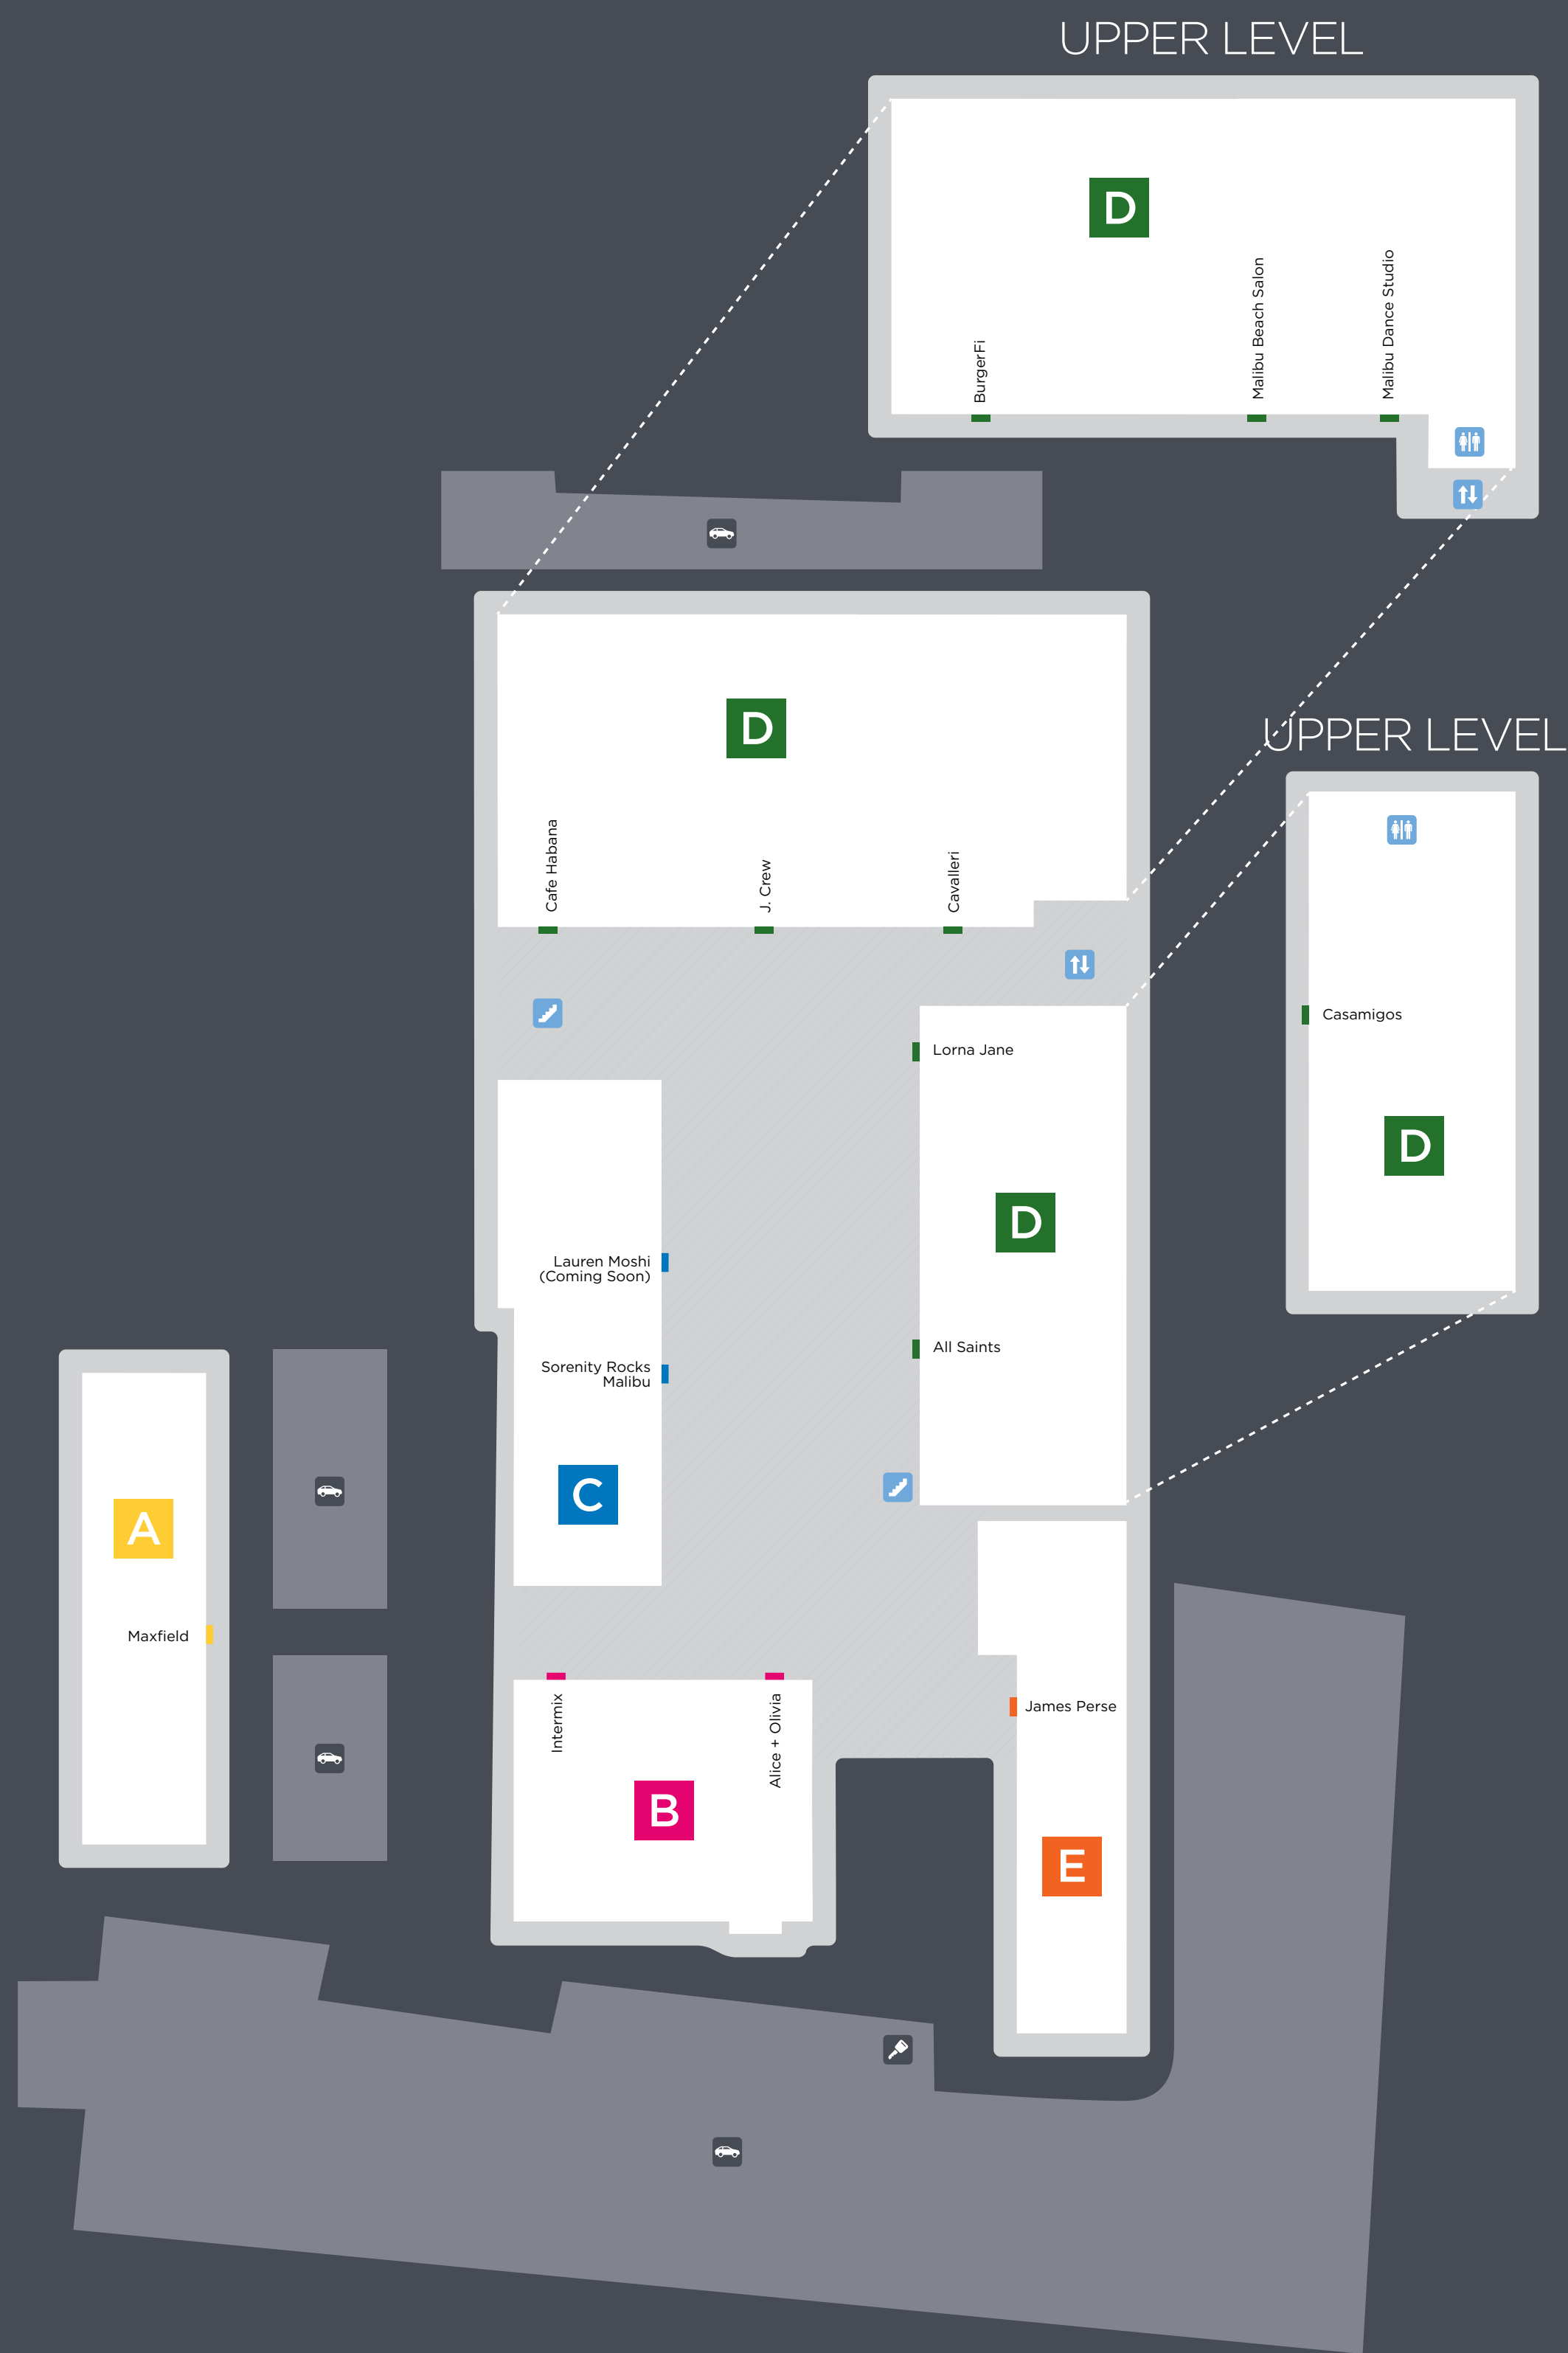 UPPER LEVEL
D
BurgerFi
Malibu Beach Salon
Malibu Dance Studio
D
Cafe Habana
J. Crew
Cavalleri
UPPER LEVEL
Casamigos
D
Lorna Jane
D
All Saints
Lauren Moshi
(Coming Soon)
Sorenity Rocks
Malibu
C
A
Maxfield
Intermix
Alice + Olivia
B
James Perse
E